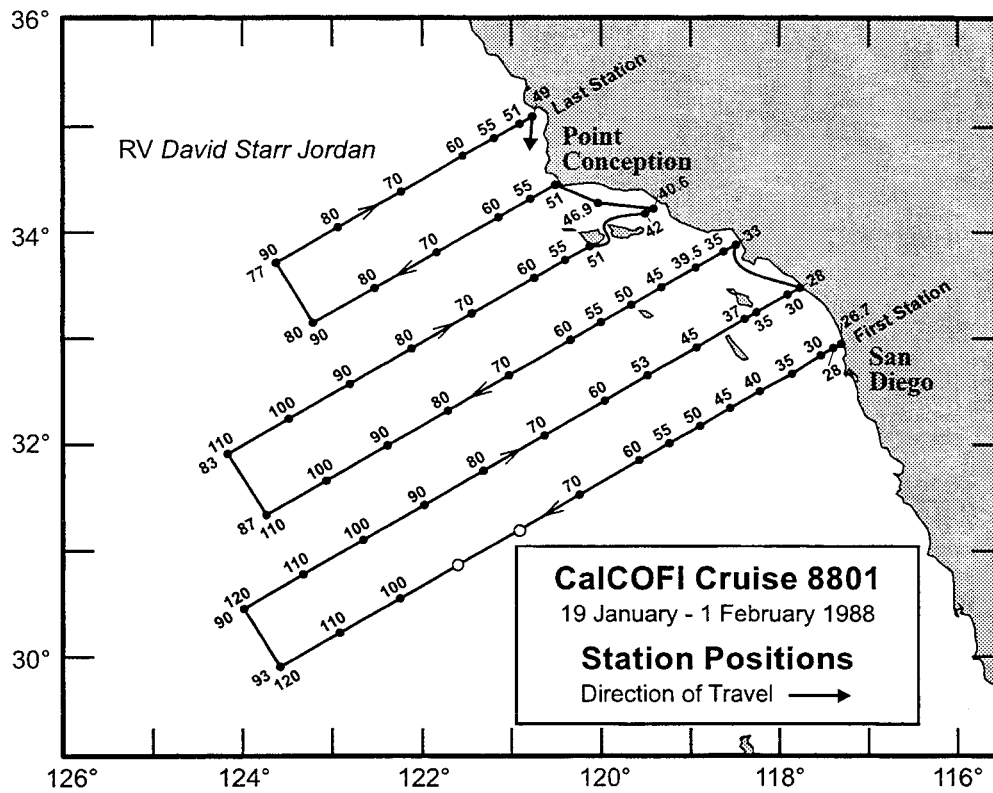 36°
34°
32°
30°
126° 124° 122° 120° 118° 116°
RV David Starr Jordan
Point
Conception
San
Diego
Last Station
First Station
77 90 80 70 60 55 51 49
80 90 80 70 60 55 51 46.9 40.6 42
83 110 100 90 80 70 60 55 51
87 110 100 90 80 70 60 55 50 45 39.5 35 33
90 120 110 100 90 80 70 60 53 45 37 35 30 28
93 120 110 100 70 60 55 50 45 40 35 30 28 26.7
CalCOFI Cruise 8801
19 January - 1 February 1988
Station Positions
Direction of Travel